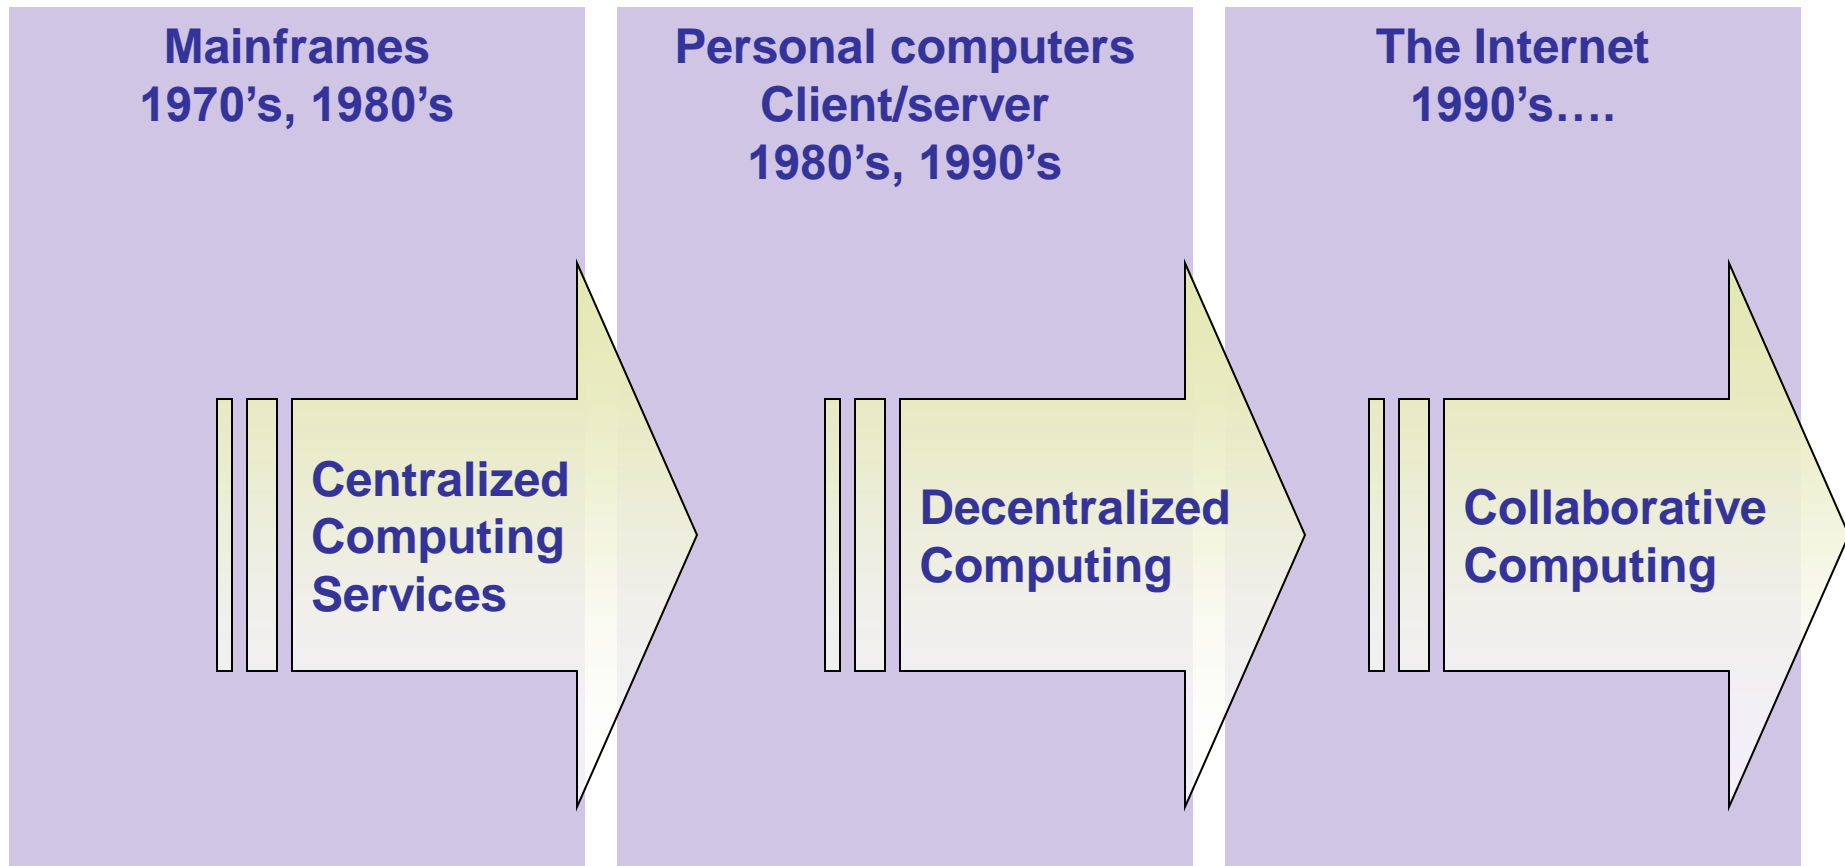 Mainframes
1970’s, 1980’s
Centralized
Computing
Services
Personal computers
Client/server
1980’s, 1990’s
Decentralized
Computing
The Internet
1990’s….
Collaborative
Computing